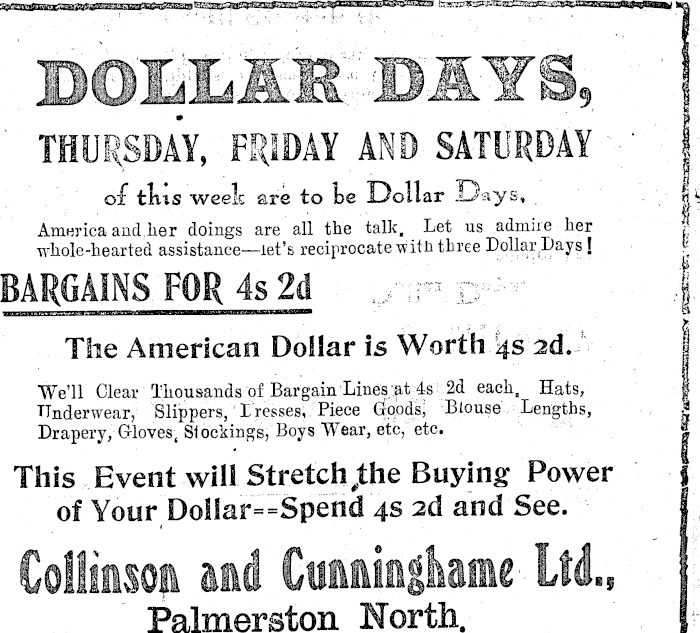 DOLLAR DAYS,
THURSDAY, FRIDAY AND SATURDAY
of this week are to be Dollar Days.
America and her doings are all the talk. Let us admire her
whole-hearted assistance—let's reciprocate with three Dollar Days!
BARGAINS FOR 4s 2d
The American Dollar is Worth 4s 2d.
We'll Clear Thousands of Bargain Lines at 4s 2d each. Hats,
Underwear, Slippers, Dresses, Piece Goods, Blouse Lengths,
Drapery, Gloves, Stockings, Boys Wear, etc, etc.
This Event will Stretch the Buying Power
of Your Dollar==Spend 4s 2d and See.
Collinson and Cunninghame Ltd.,
Palmerston North.